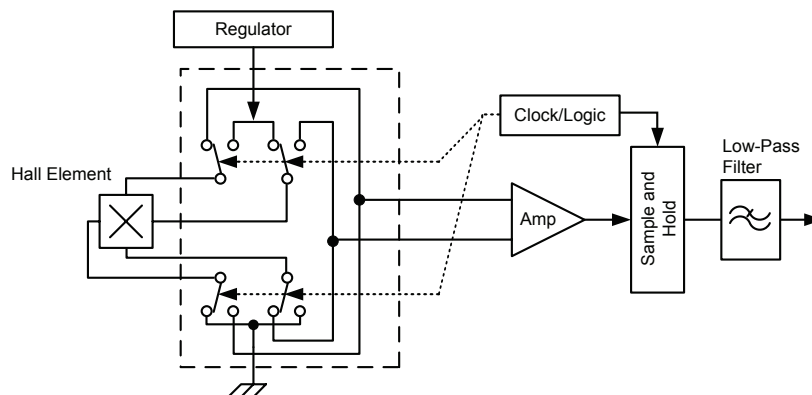 Regulator
Clock/Logic
Low-Pass
Filter
Hall Element
Amp
Sample and
Hold